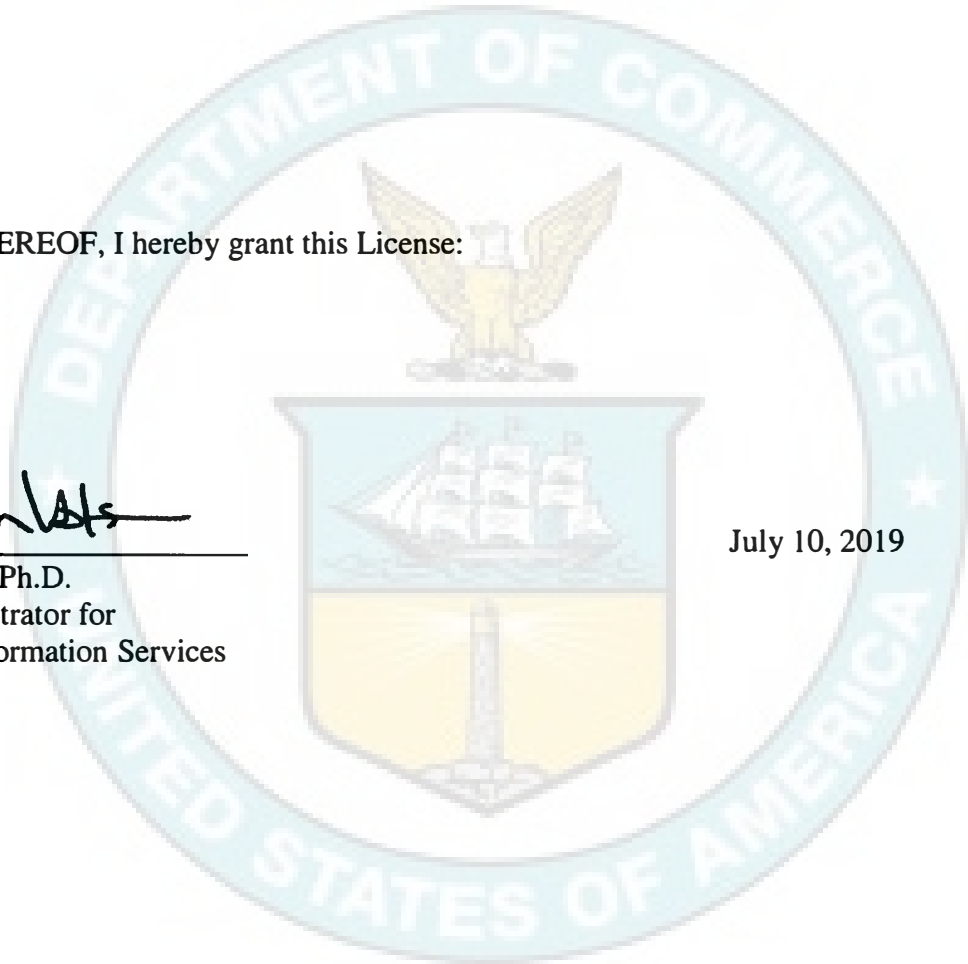 DEPARTMENT OF COMMERCE
EREOF, I hereby grant this License:
July 10, 2019
Ph.D.
trator for
ormation Services
UNITED STATES OF AMERICA